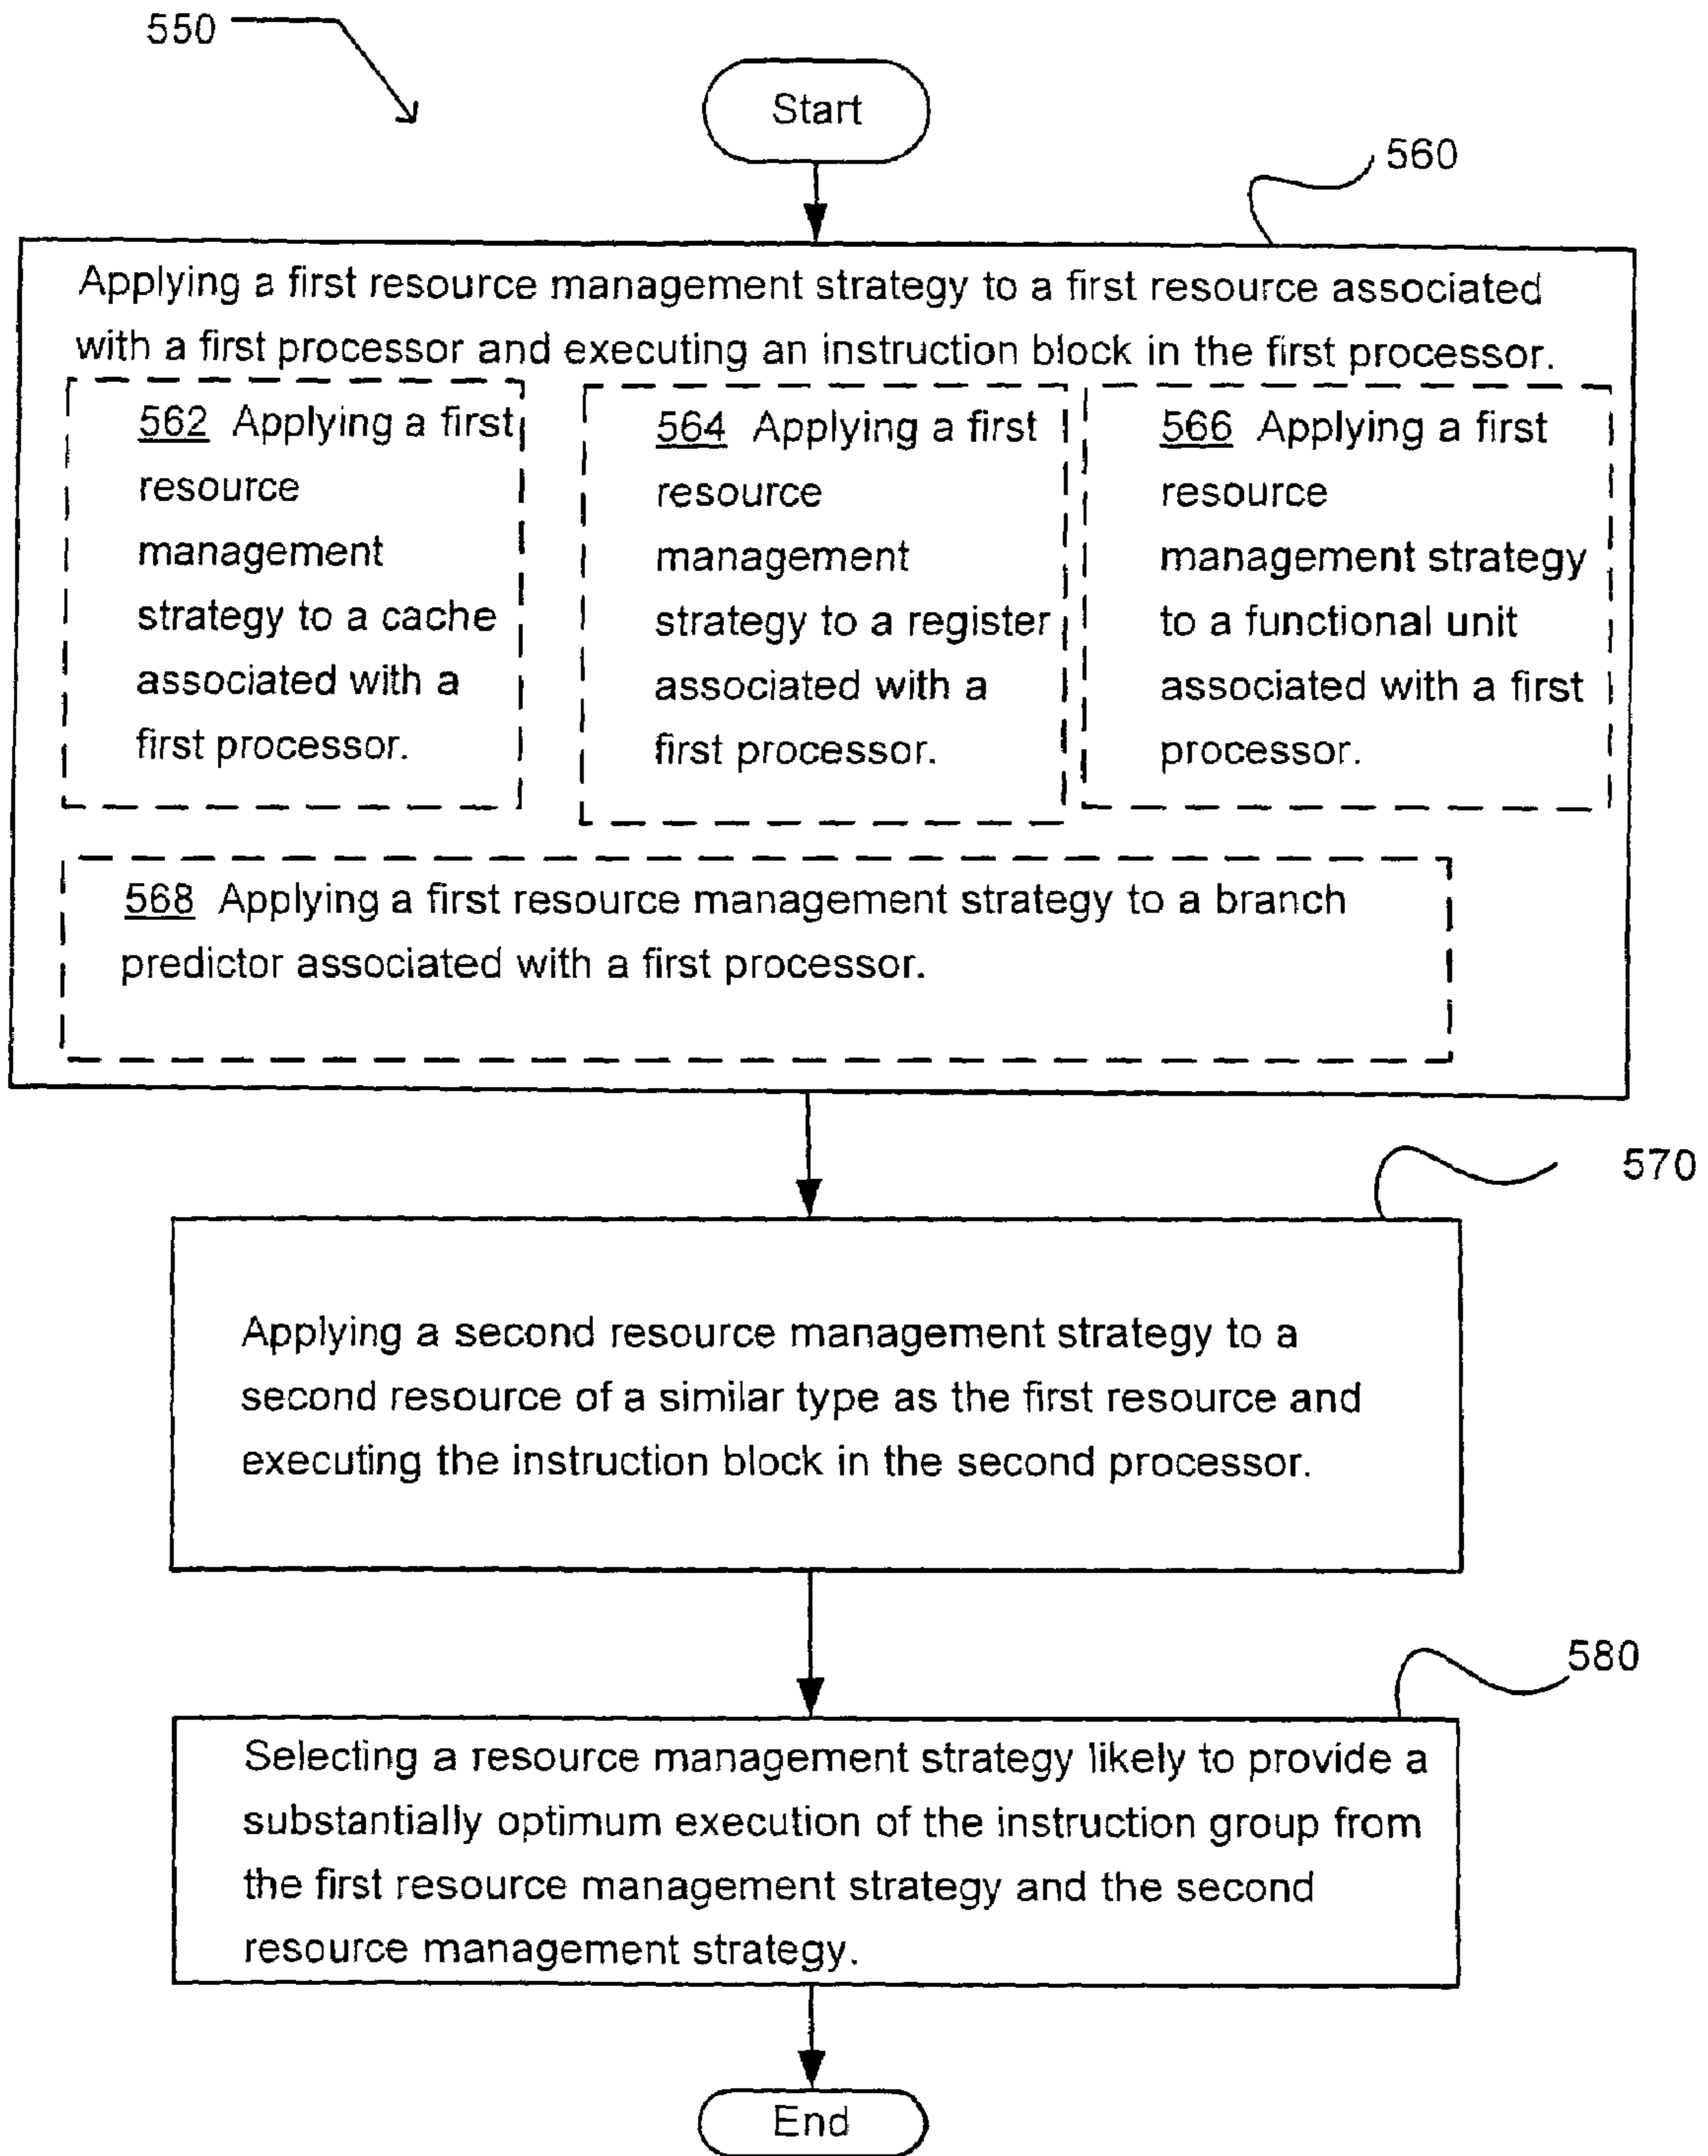 550
Start
560
Applying a first resource management strategy to a first resource associated
with a first processor and executing an instruction block in the first processor.
562 Applying a first
resource
management
strategy to a cache
associated with a
first processor.
564 Applying a first
resource
management
strategy to a register
associated with a
first processor.
566 Applying a first
resource
management strategy
to a functional unit
associated with a first
processor.
568 Applying a first resource management strategy to a branch
predictor associated with a first processor.
570
Applying a second resource management strategy to a
second resource of a similar type as the first resource and
executing the instruction block in the second processor.
580
Selecting a resource management strategy likely to provide a
substantially optimum execution of the instruction group from
the first resource management strategy and the second
resource management strategy.
End